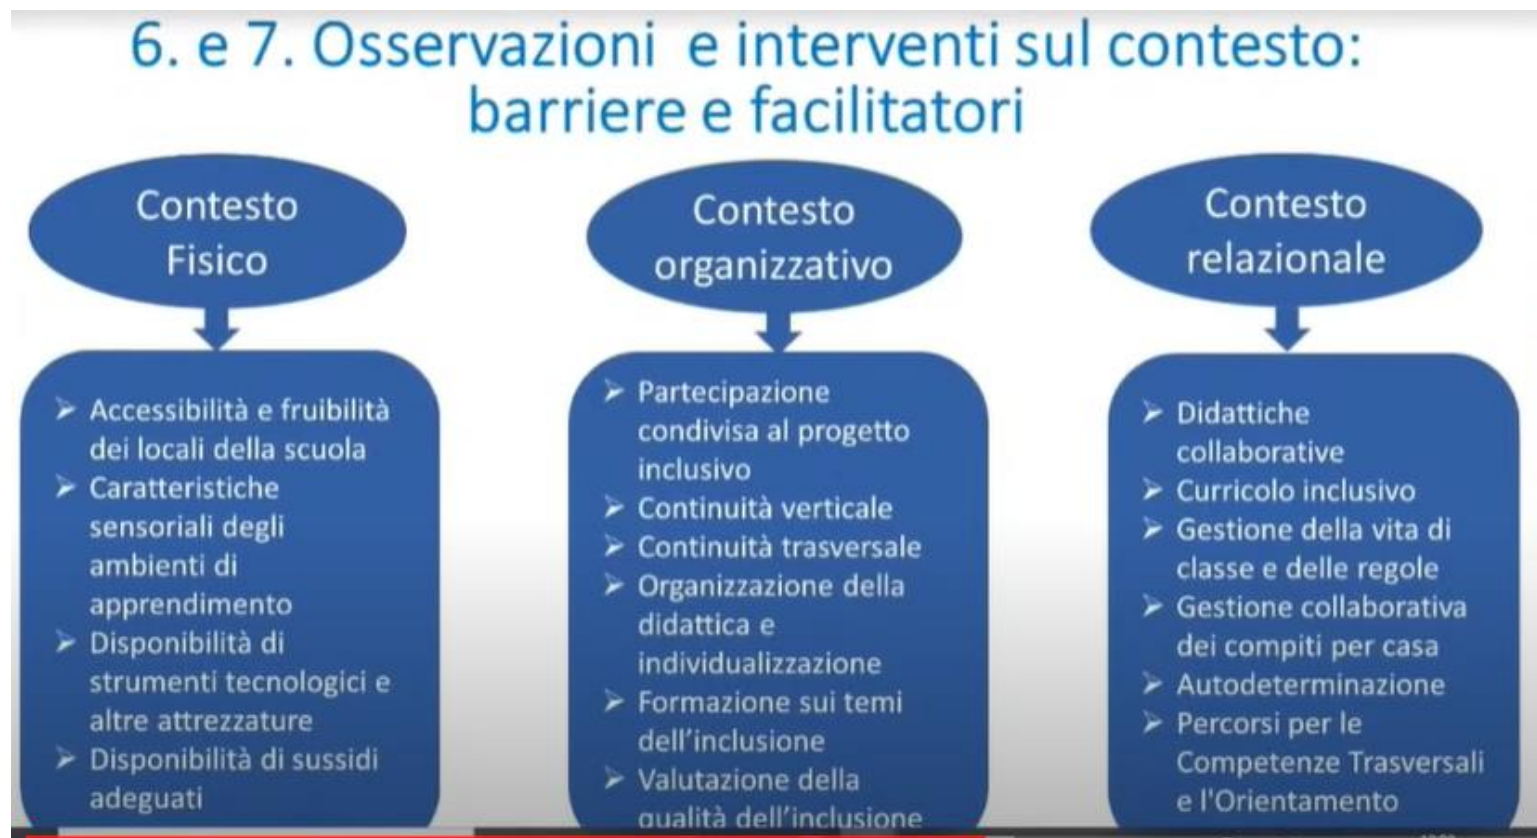 6. e 7. Osservazioni e interventi sul contesto:
barriere e facilitatori
Contesto
Fisico
➢ Accessibilità e fruibilità
dei locali della scuola
➢ Caratteristiche
sensoriali degli
ambienti di
apprendimento
➢ Disponibilità di
strumenti tecnologici e
altre attrezzature
➢ Disponibilità di sussidi
adeguati
Contesto
organizzativo
➢ Partecipazione
condivisa al progetto
inclusivo
➢ Continuità verticale
➢ Continuità trasversale
➢ Organizzazione della
didattica e
individualizzazione
➢ Formazione sui temi
dell'inclusione
➢ Valutazione della
qualità dell'inclusione
Contesto
relazionale
➢ Didattiche
collaborative
➢ Curricolo inclusivo
➢ Gestione della vita di
classe e delle regole
➢ Gestione collaborativa
dei compiti per casa
➢ Autodeterminazione
➢ Percorsi per le
Competenze Trasversali
e l'Orientamento